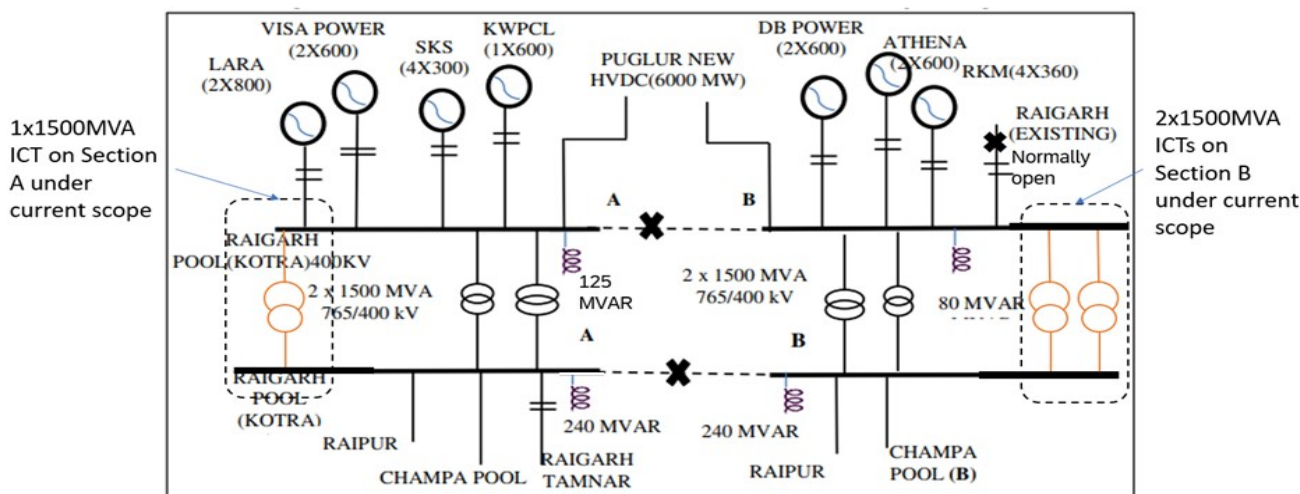 VISA POWER
(2X600)
LARA
(2X800)
SKS
(4X300)
KWPCL
(1X600)
PUGLUR NEW
HVDC(6000 MW)
DB POWER
(2X600)
ATHENA
(2X600)
RKM(4X360)
RAIGARH
(EXISTING)
Normally
open
1x1500MVA
ICT on Section
A under
current scope
2x1500MVA
ICTs on
Section B
under current
scope
A
B
RAIGARH
POOL(KOTRA)400KV
2 x 1500 MVA
765/400 kV
125
MVAR
2 x 1500 MVA
765/400 kV
80 MVAR
A
B
RAIGARH
POOL
(KOTRA)
RAIPUR
CHAMPA POOL
RAIGARH
TAMNAR
240 MVAR
240 MVAR
RAIPUR
CHAMPA
POOL (B)